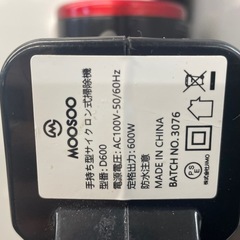 MOOSOO
手持ち型サイクロン式掃除機
型番: D600
電源電圧: AC100V-50/60Hz
定格出力: 600W
防水注意
MADE IN CHINA
BATCH NO. 3076
PSE